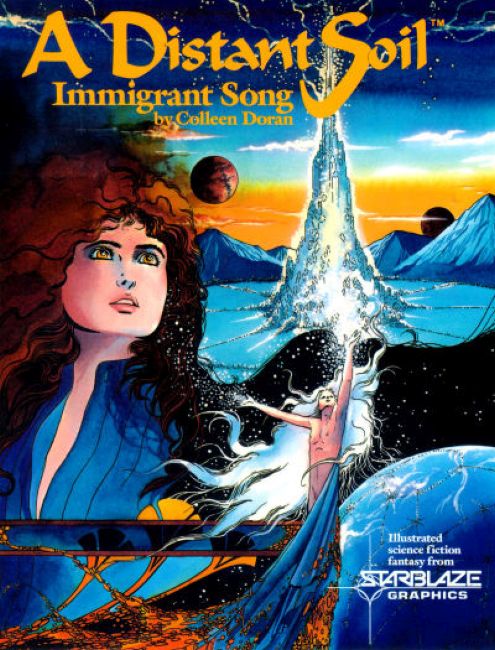 A Distant Soil™
Immigrant Song
by Colleen Doran
Illustrated
science fiction
fantasy from
STARBLAZE
GRAPHICS